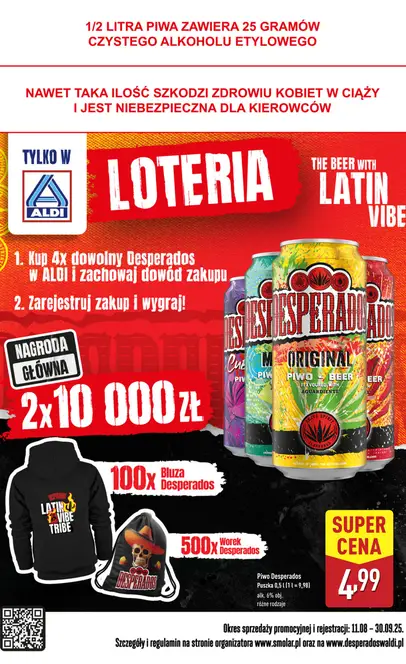 1/2 LITRA PIWA ZAWIERA 25 GRAMÓW
CZYSTEGO ALKOHOLU ETYLOWEGO
NAWET TAKA ILOŚĆ SZKODZI ZDROWIU KOBIET W CIĄŻY
I JEST NIEBEZPIECZNA DLA KIEROWCÓW
TYLKO W
ALDI
LOTERIA
THE BEER WITH
LATIN
VIBE
1. Kup 4x dowolny Desperados
w ALDI i zachowaj dowód zakupu
2. Zarejestruj zakup i wygraj!
NAGRODA
GŁÓWNA
2x10 000 ZŁ
DESPERADOS
ORIGINAL
PIWO - BEER
FLAVOURED WITH
AGUARDIENTE
100x Bluza
Desperados
LATIN
VIBE
TRIBE
500x Worek
Desperados
DESPERADOS
SUPER
CENA
4,99
Piwo Desperados
Puszka 0,5 l (1 l = 9,98)
alk. 6% obj.
różne rodzaje
Okres sprzedaży promocyjnej i rejestracji: 11.08 – 30.09.25.
Szczegóły i regulamin na stronie organizatora www.smolar.pl oraz na www.desperadoswaldi.pl